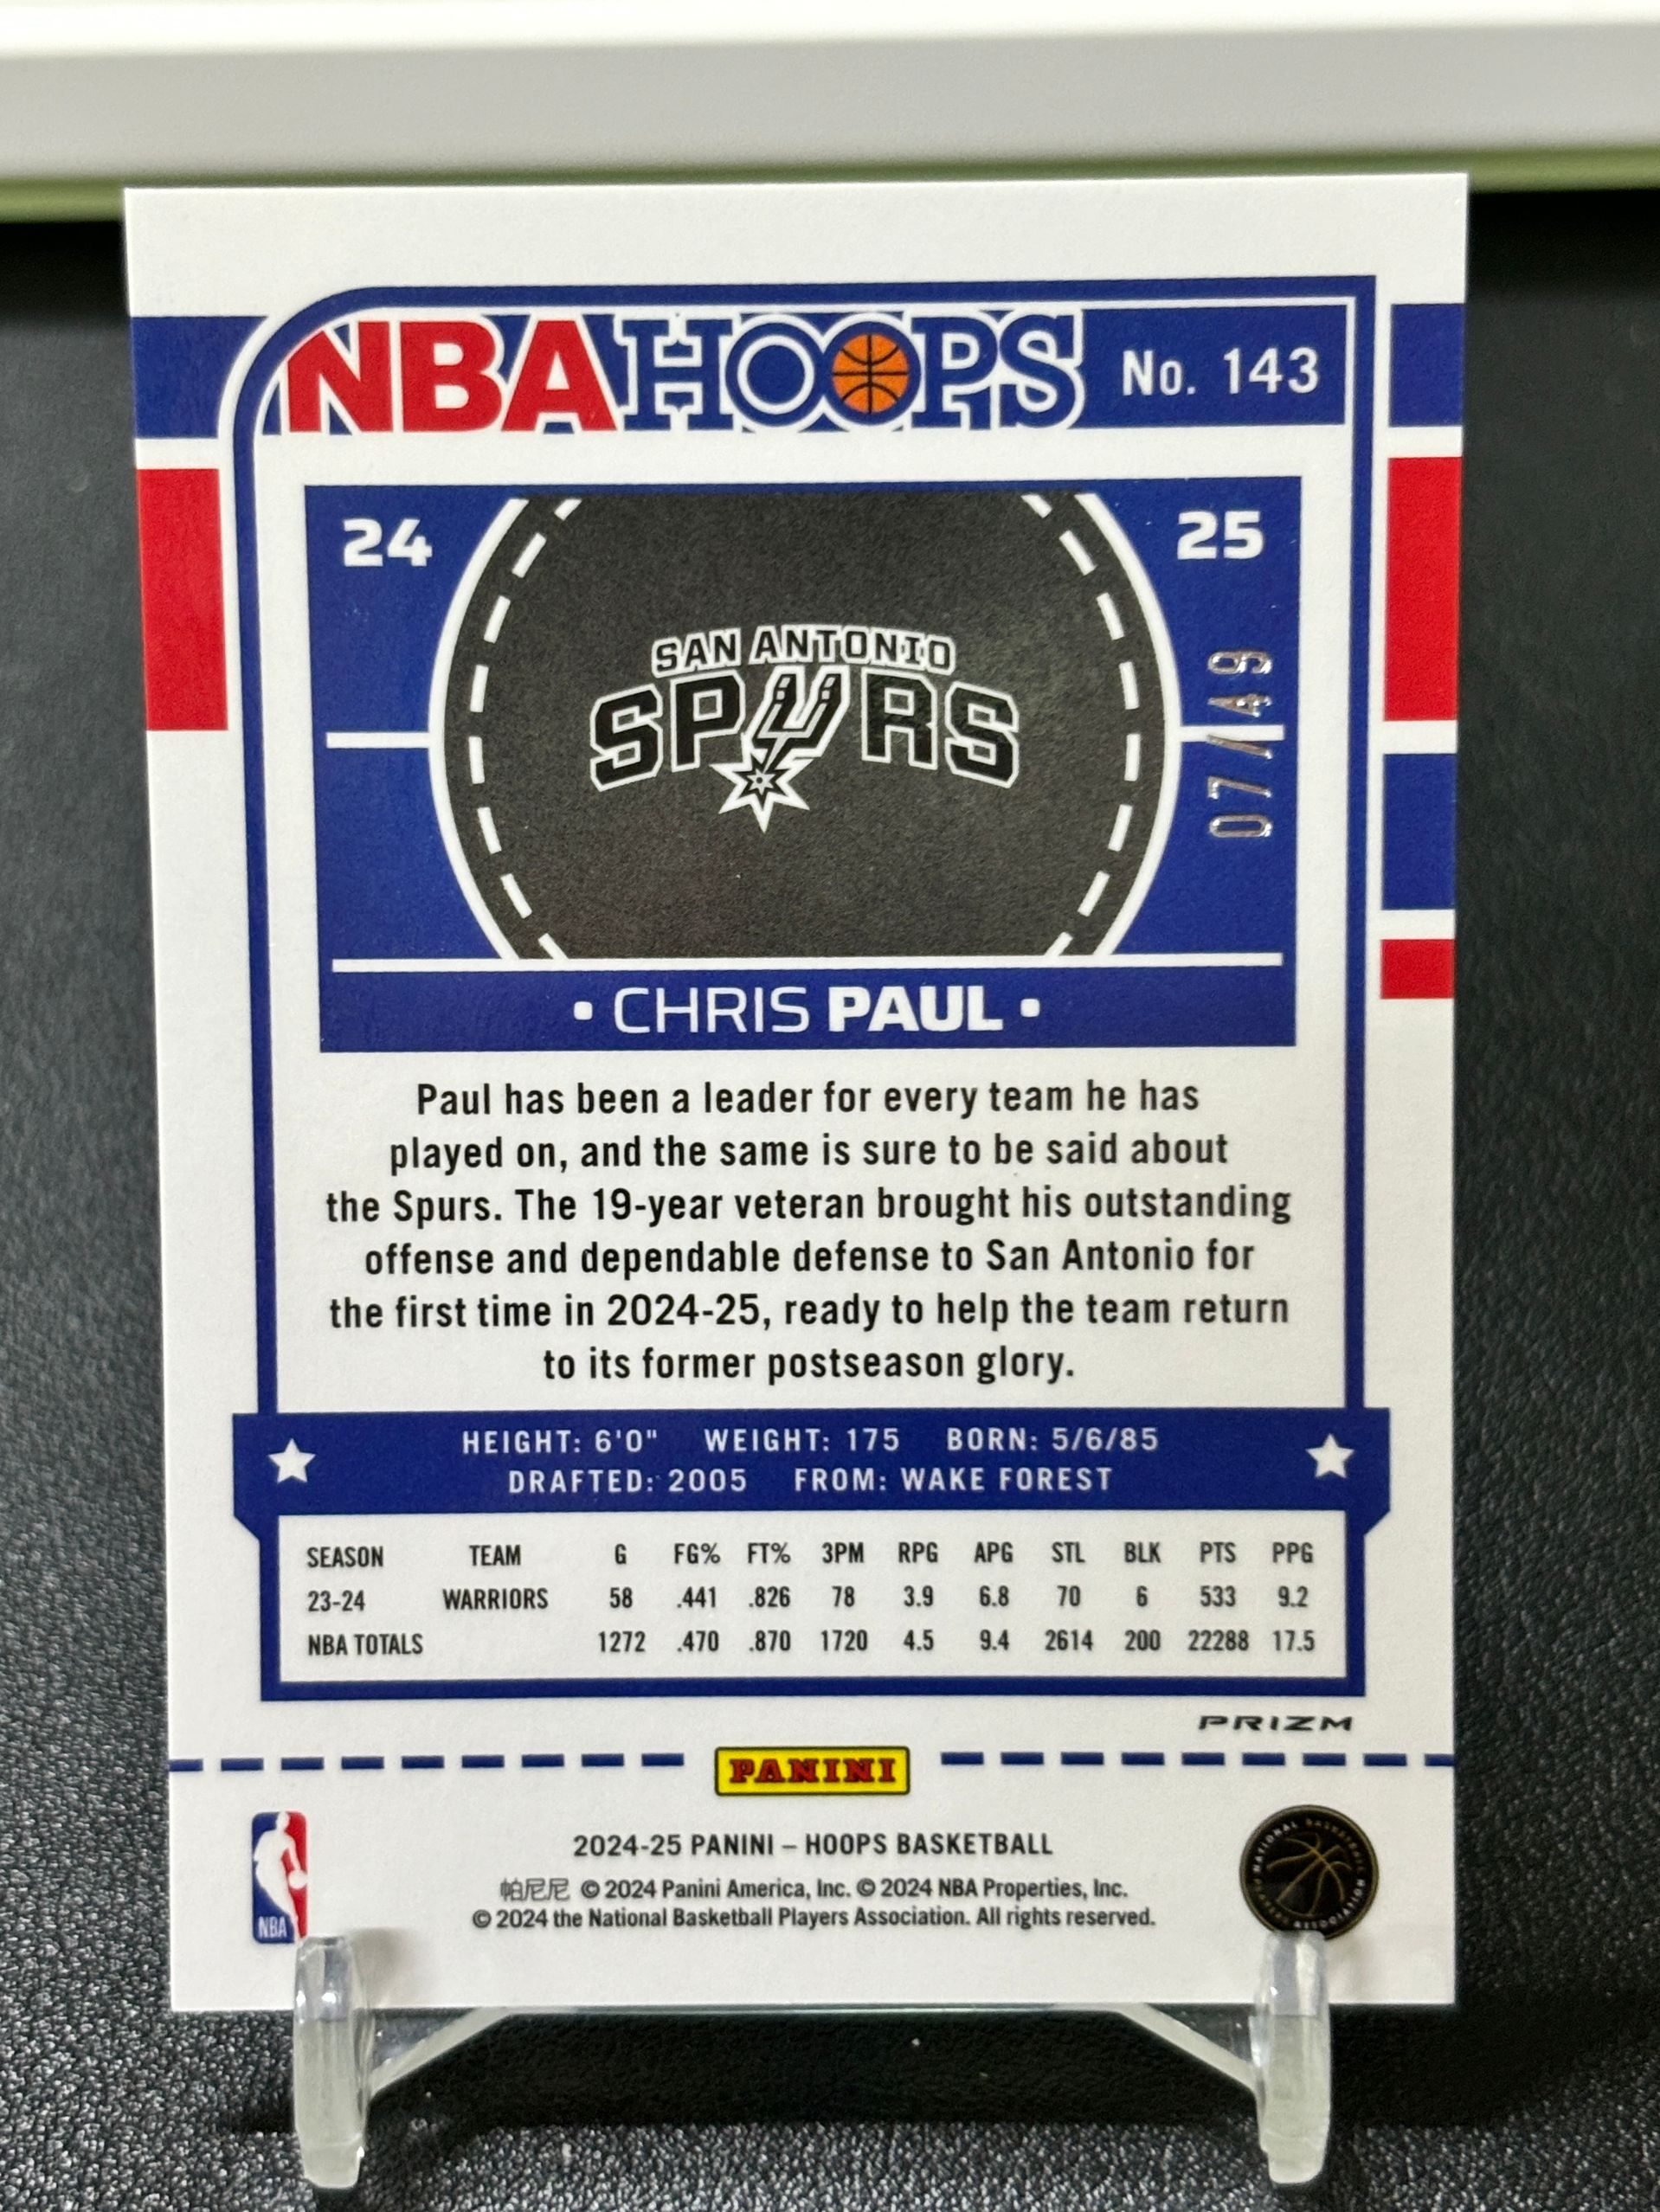 NBA HOOPS No. 143
24 25
SAN ANTONIO
SPURS
07/49
• CHRIS PAUL •
Paul has been a leader for every team he has
played on, and the same is sure to be said about
the Spurs. The 19-year veteran brought his outstanding
offense and dependable defense to San Antonio for
the first time in 2024-25, ready to help the team return
to its former postseason glory.
HEIGHT: 6'0" WEIGHT: 175 BORN: 5/6/85
DRAFTED: 2005 FROM: WAKE FOREST
SEASON TEAM G FG% FT% 3PM RPG APG STL BLK PTS PPG
23-24 WARRIORS 58 .441 .826 78 3.9 6.8 70 6 533 9.2
NBA TOTALS 1272 .470 .870 1720 4.5 9.4 2614 200 22288 17.5
PRIZM
PANINI
2024-25 PANINI – HOOPS BASKETBALL
帕尼尼 © 2024 Panini America, Inc. © 2024 NBA Properties, Inc.
© 2024 the National Basketball Players Association. All rights reserved.
NBA
NATIONAL BASKETBALL PLAYERS ASSOCIATION